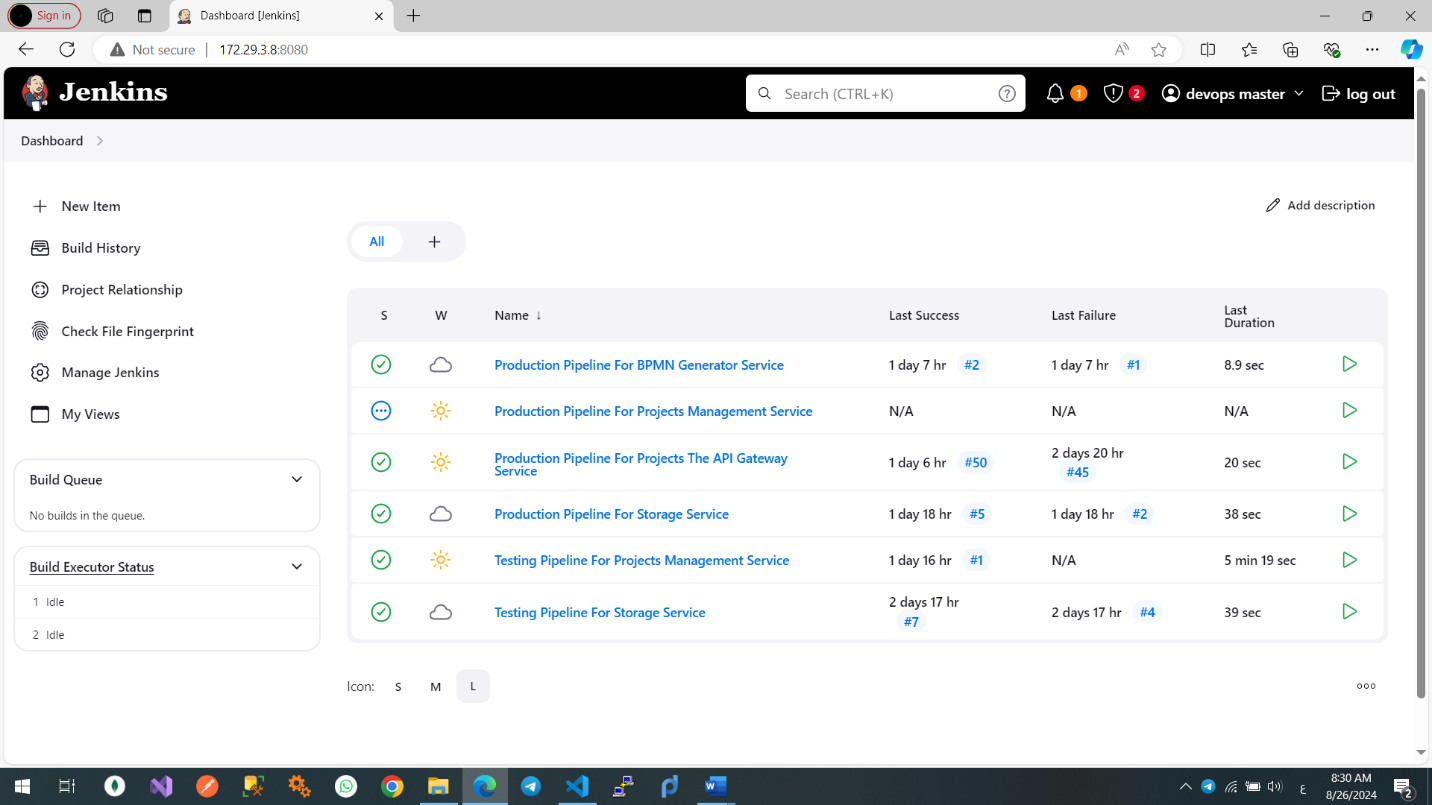 Sign in
Dashboard [Jenkins]
Not secure
172.29.3.8:8080
Jenkins
Search (CTRL+K)
1
2
devops master
log out
Dashboard
New Item
Build History
Project Relationship
Check File Fingerprint
Manage Jenkins
My Views
Build Queue
No builds in the queue.
Build Executor Status
1 Idle
2 Idle
Add description
All
S W Name ↓ Last Success Last Failure Last
Duration
Production Pipeline For BPMN Generator Service 1 day 7 hr #2 1 day 7 hr #1 8.9 sec
Production Pipeline For Projects Management Service N/A N/A N/A
Production Pipeline For Projects The API Gateway
Service
1 day 6 hr #50
2 days 20 hr
#45
20 sec
Production Pipeline For Storage Service 1 day 18 hr #5 1 day 18 hr #2 38 sec
Testing Pipeline For Projects Management Service 1 day 16 hr #1 N/A 5 min 19 sec
Testing Pipeline For Storage Service
2 days 17 hr
#7
2 days 17 hr #4
39 sec
Icon: S M L
ع
8:30 AM
8/26/2024
2